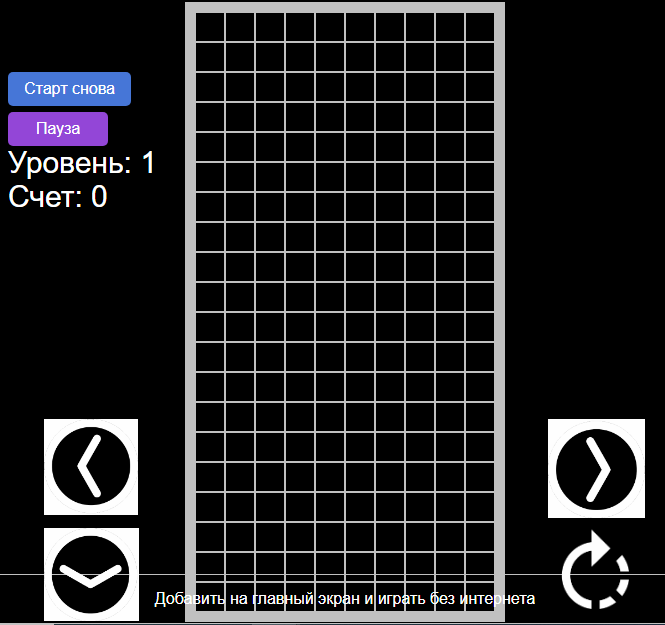 Старт снова
Пауза
Уровень: 1
Счет: 0
Добавить на главный экран и играть без интернета